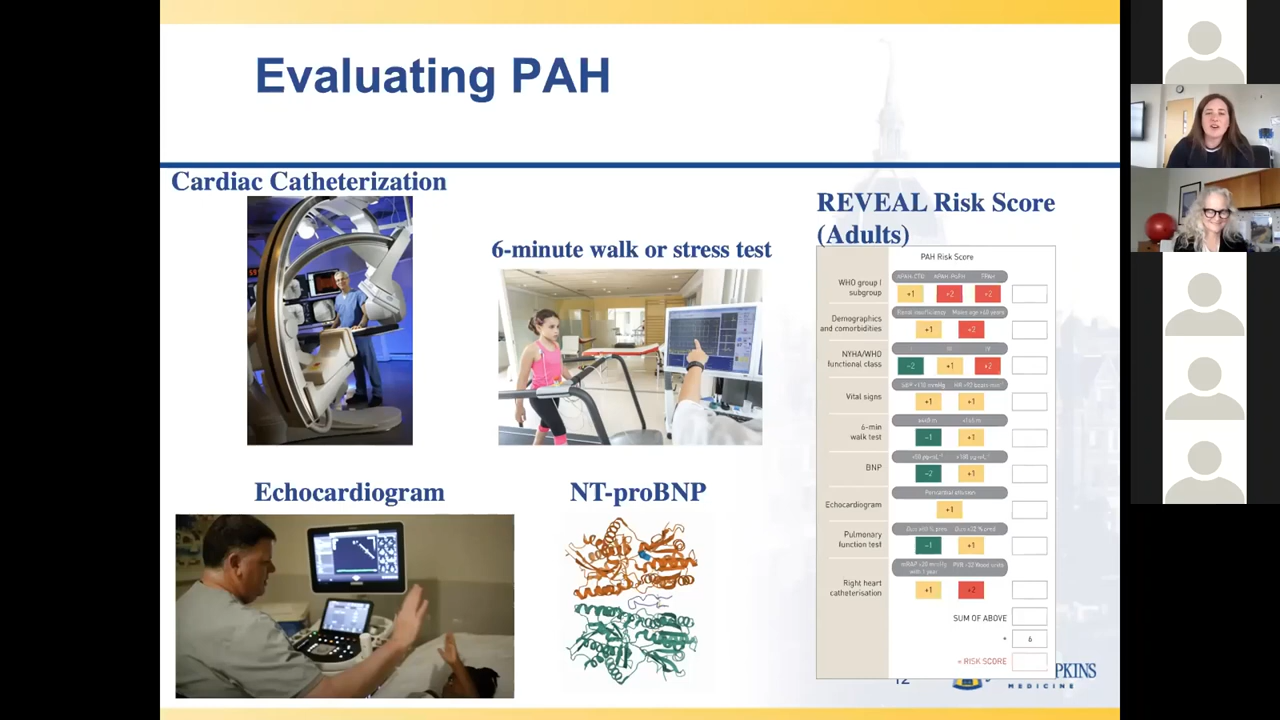 Evaluating PAH
Cardiac Catheterization
6-minute walk or stress test
REVEAL Risk Score
(Adults)
Echocardiogram
NT-proBNP
PAH Risk Score
WHO group I
subgroup
+1 +2 +2
Demographics
and comorbidities
+1 +2
NYHA/WHO
functional class
-2 +1 +2
Vital signs
+1 +1
6-min
walk test
-1 +1
BNP
-2 +1
Echocardiogram
Pericardial effusion
+1
Pulmonary
function test
-1 +1
Right heart
catheterisation
+1 +2
SUM OF ABOVE
+ 6
= RISK SCORE
12
MEDICINE